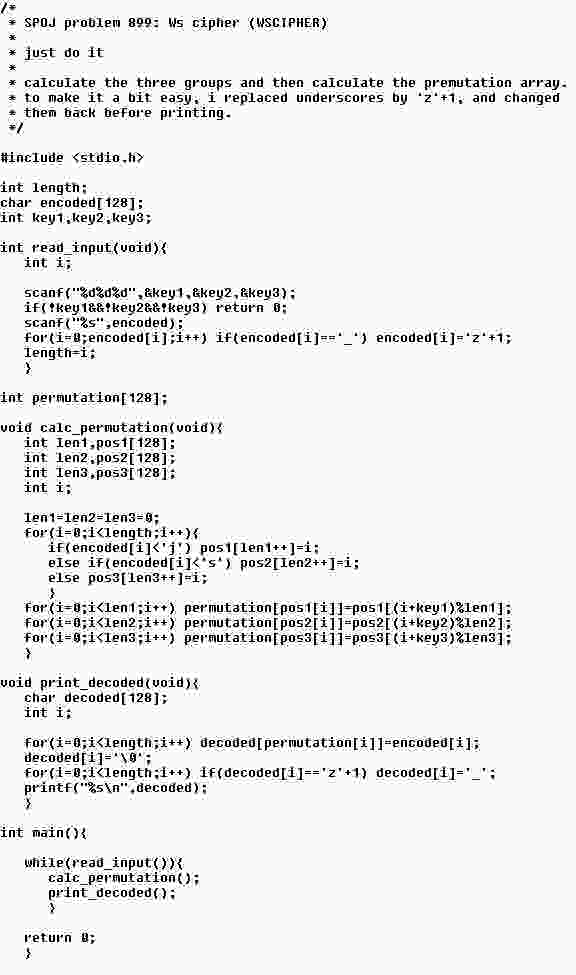 /*
 * SPOJ problem 899: Ws cipher (WSCIPHER)
 *
 * just do it
 *
 * calculate the three groups and then calculate the premutation array.
 * to make it a bit easy, i replaced underscores by 'z'+1, and changed
 * them back before printing.
 */

#include <stdio.h>

int length;
char encoded[128];
int key1,key2,key3;

int read_input(void){
   int i;

   scanf("%d%d%d",&key1,&key2,&key3);
   if(!key1&&!key2&&!key3) return 0;
   scanf("%s",encoded);
   for(i=0;encoded[i];i++) if(encoded[i]=='_') encoded[i]='z'+1;
   length=i;
   }

int permutation[128];

void calc_permutation(void){
   int len1,pos1[128];
   int len2,pos2[128];
   int len3,pos3[128];
   int i;

   len1=len2=len3=0;
   for(i=0;i<length;i++){
      if(encoded[i]<'j') pos1[len1++]=i;
      else if(encoded[i]<'s') pos2[len2++]=i;
      else pos3[len3++]=i;
      }
   for(i=0;i<len1;i++) permutation[pos1[i]]=pos1[(i+key1)%len1];
   for(i=0;i<len2;i++) permutation[pos2[i]]=pos2[(i+key2)%len2];
   for(i=0;i<len3;i++) permutation[pos3[i]]=pos3[(i+key3)%len3];
   }

void print_decoded(void){
   char decoded[128];
   int i;

   for(i=0;i<length;i++) decoded[permutation[i]]=encoded[i];
   decoded[i]='\0';
   for(i=0;i<length;i++) if(decoded[i]=='z'+1) decoded[i]='_';
   printf("%s\n",decoded);
   }

int main(){

   while(read_input()){
      calc_permutation();
      print_decoded();
      }

   return 0;
   }